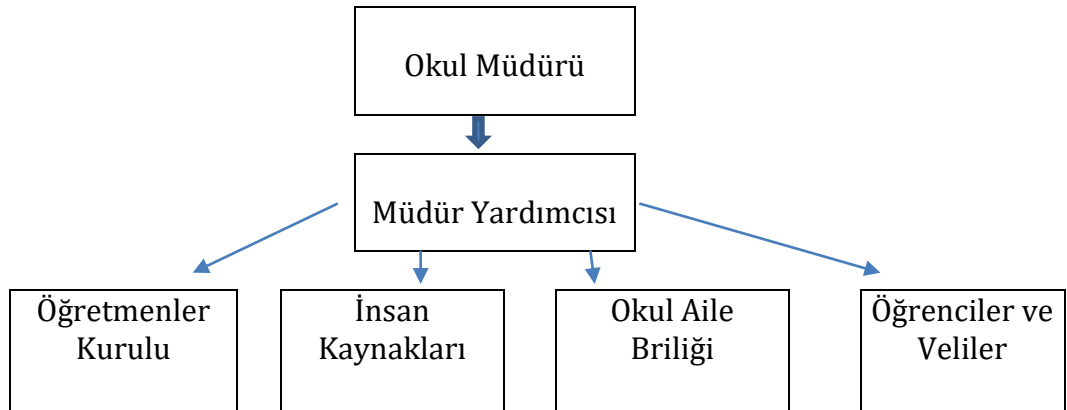 Okul Müdürü
Müdür Yardımcısı
Öğretmenler
Kurulu
İnsan
Kaynakları
Okul Aile
Briliği
Öğrenciler ve
Veliler